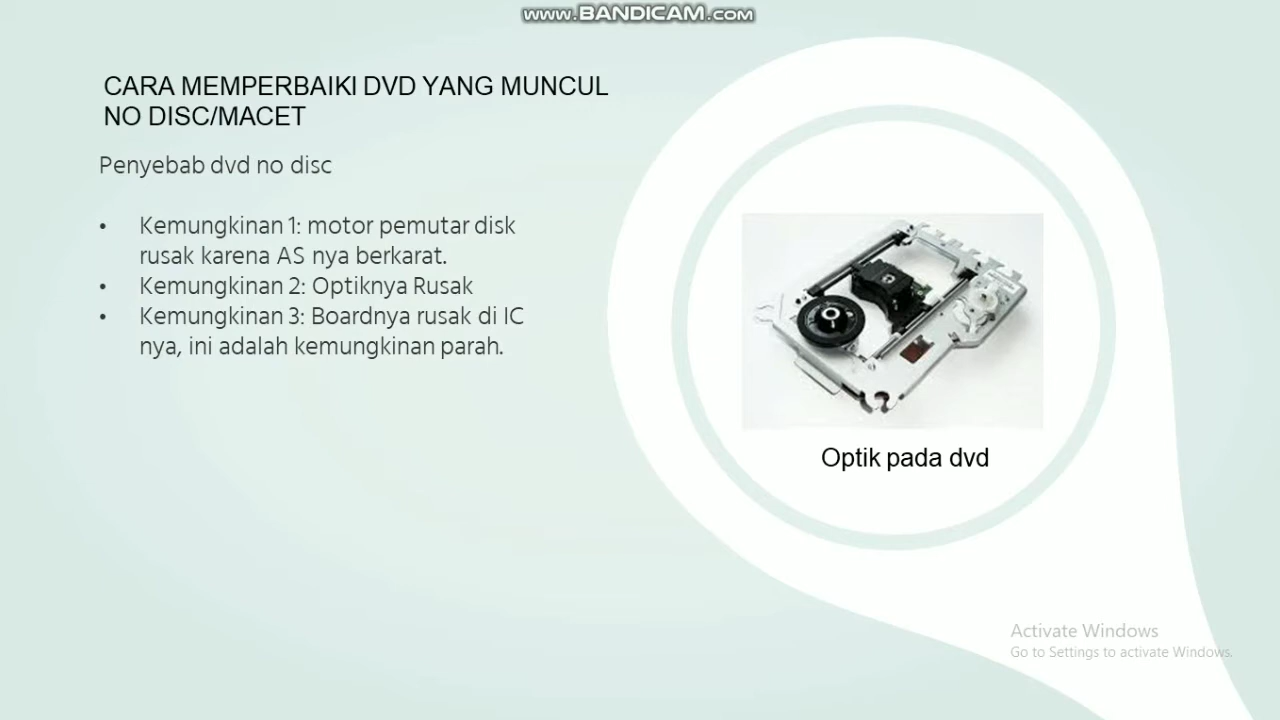 www.BANDICAM.com
CARA MEMPERBAIKI DVD YANG MUNCUL
NO DISC/MACET
Penyebab dvd no disc
• Kemungkinan 1: motor pemutar disk
rusak karena AS nya berkarat.
• Kemungkinan 2: Optiknya Rusak
• Kemungkinan 3: Boardnya rusak di IC
nya, ini adalah kemungkinan parah.
Optik pada dvd
Activate Windows
Go to Settings to activate Windows.